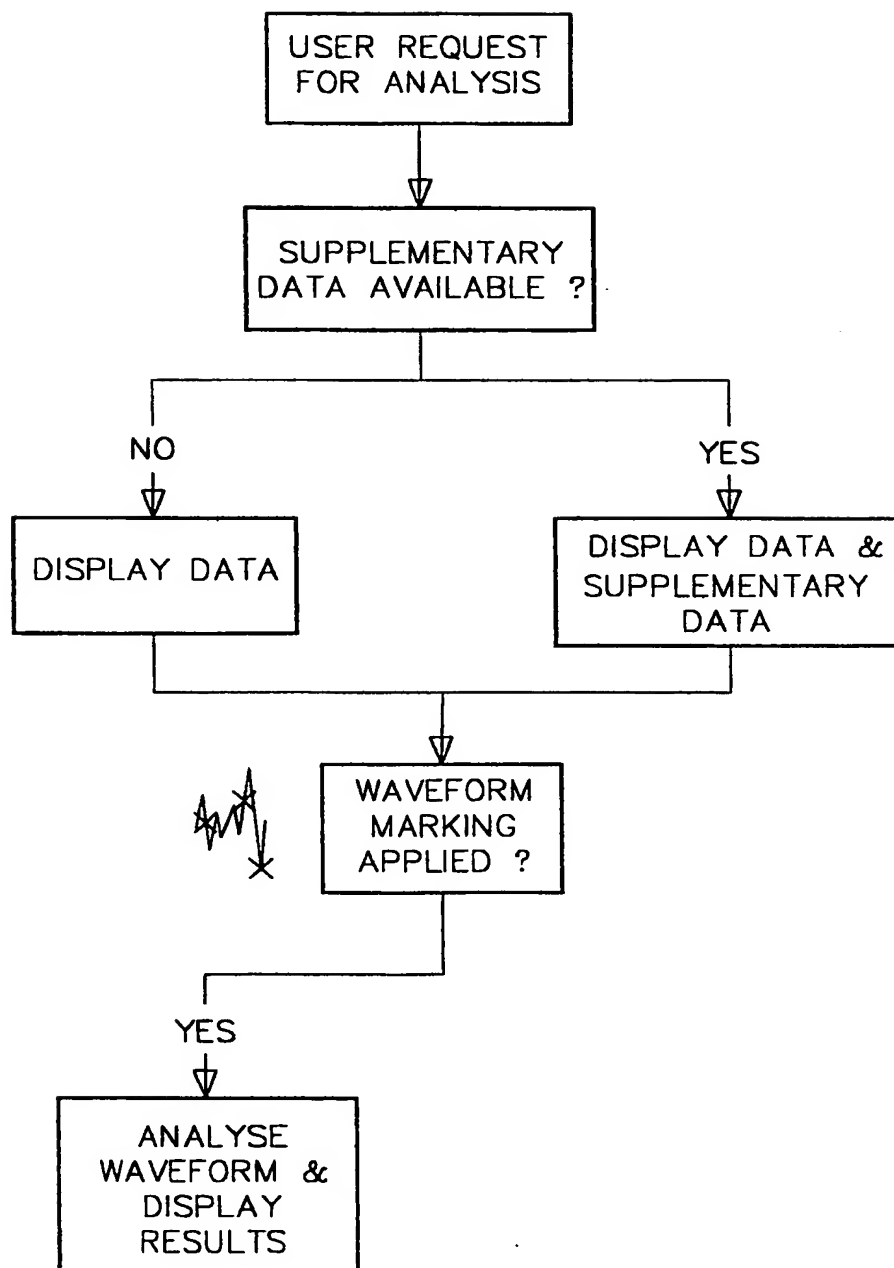 USER REQUEST
FOR ANALYSIS
SUPPLEMENTARY
DATA AVAILABLE ?
NO
YES
DISPLAY DATA
DISPLAY DATA &
SUPPLEMENTARY
DATA
WAVEFORM
MARKING
APPLIED ?
YES
ANALYSE
WAVEFORM &
DISPLAY
RESULTS